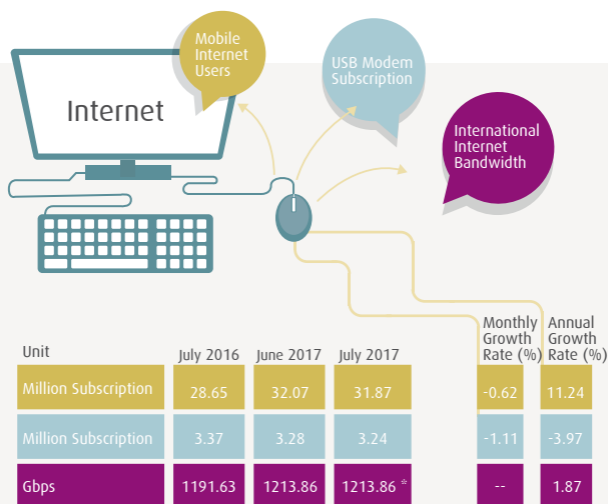 Mobile
Internet
Users
USB Modem
Subscription
Internet
International
Internet
Bandwidth
Unit July 2016 June 2017 July 2017 Monthly Growth Rate (%) Annual Growth Rate (%)
Million Subscription 28.65 32.07 31.87 -0.62 11.24
Million Subscription 3.37 3.28 3.24 -1.11 -3.97
Gbps 1191.63 1213.86 1213.86 * -- 1.87